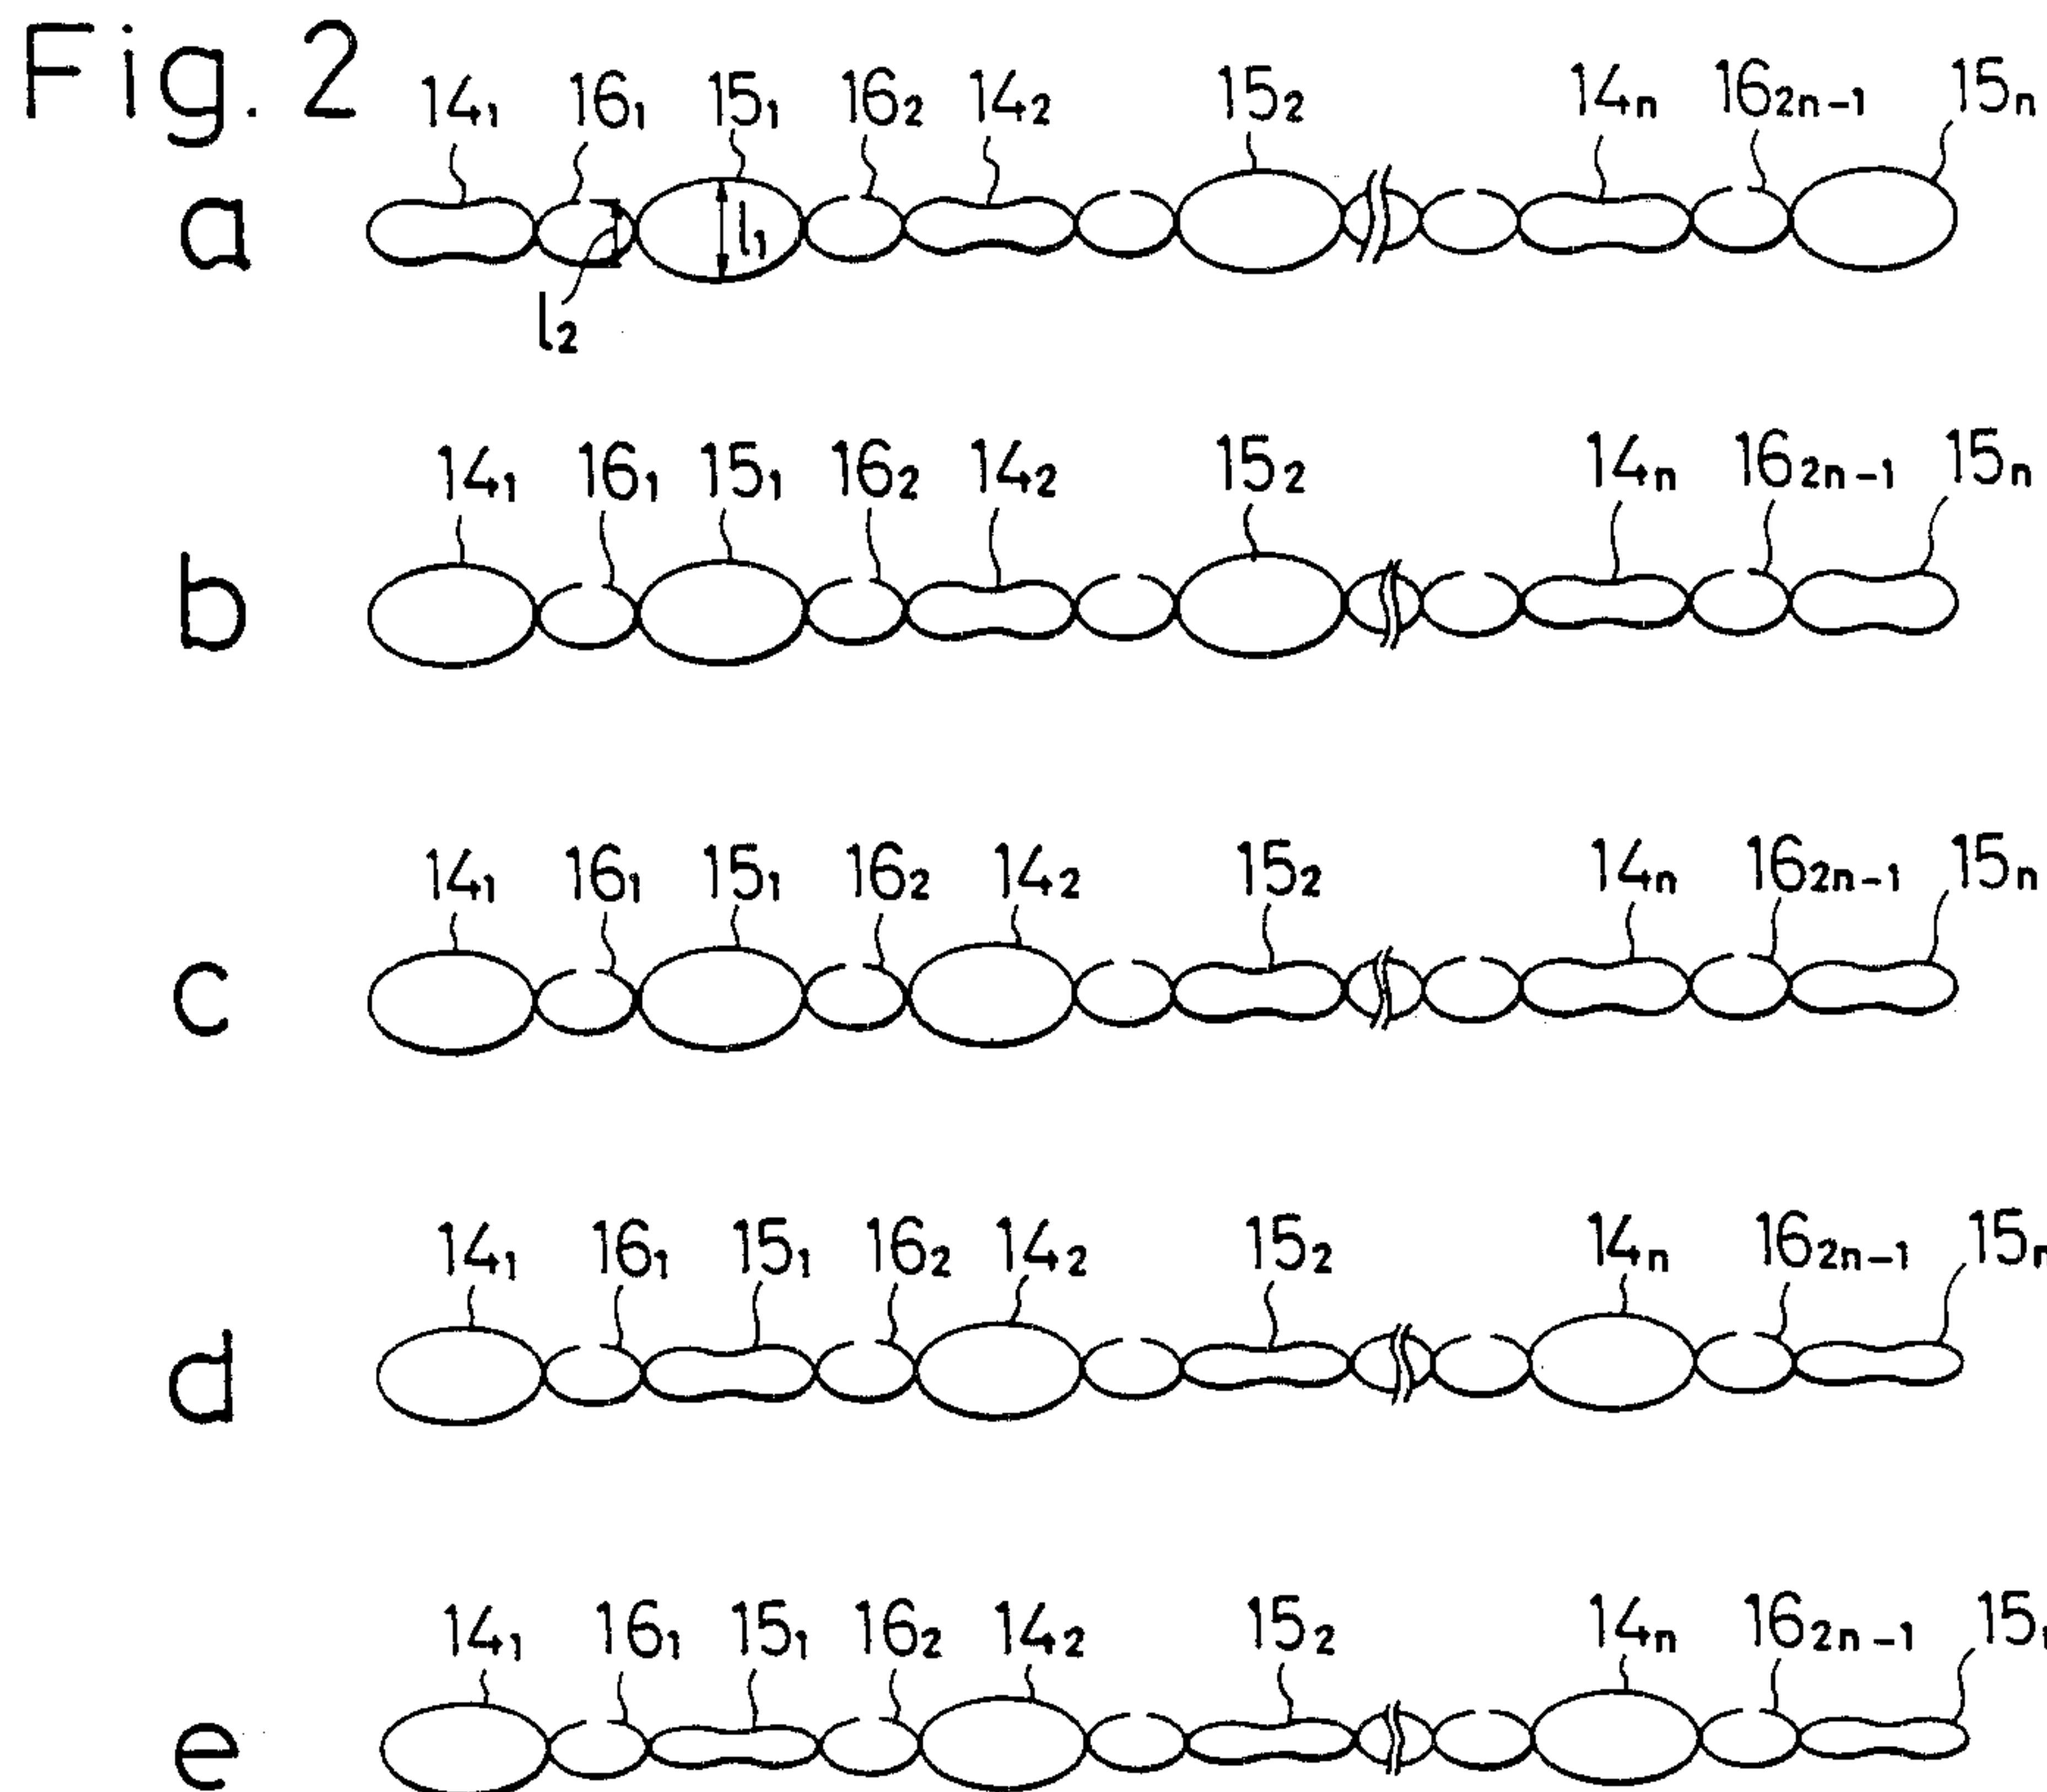 Fig. 2
14₁ 16₁ 15₁ 16₂ 14₂ 15₂ 14n 16₂n₋₁ 15n
a
l₁
l₂
14₁ 16₁ 15₁ 16₂ 14₂ 15₂ 14n 16₂n₋₁ 15n
b
14₁ 16₁ 15₁ 16₂ 14₂ 15₂ 14n 16₂n₋₁ 15n
c
14₁ 16₁ 15₁ 16₂ 14₂ 15₂ 14n 16₂n₋₁ 15n
d
14₁ 16₁ 15₁ 16₂ 14₂ 15₂ 14n 16₂n₋₁
e